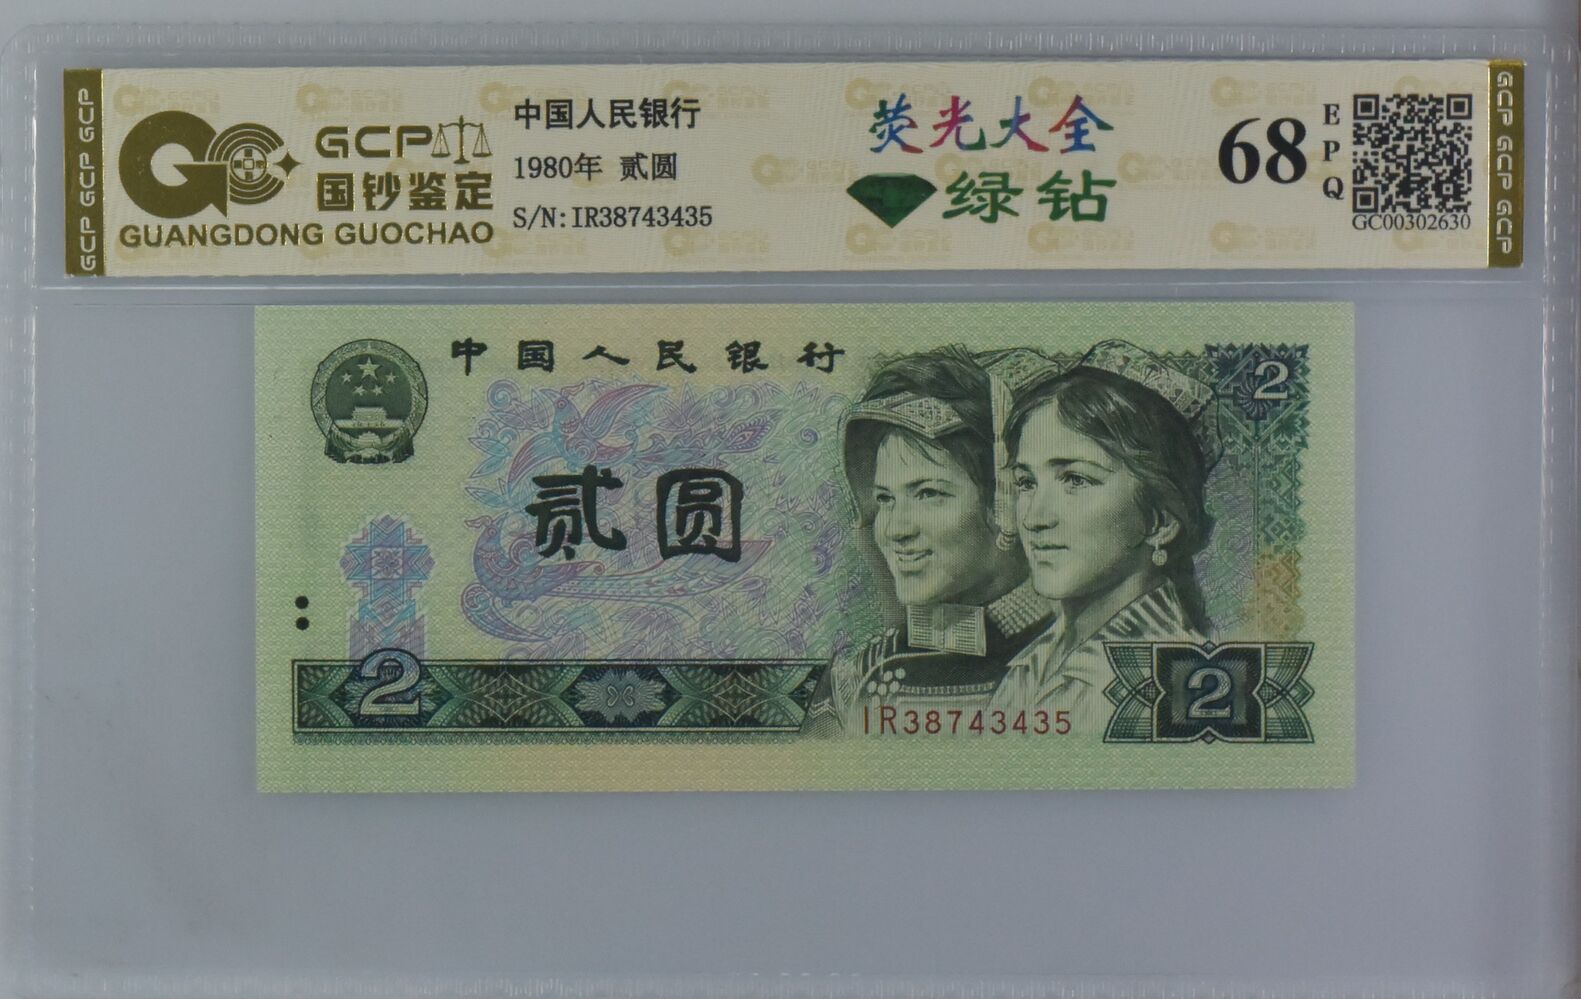 GCP GCP GCP GCP
GCP
国钞鉴定
GUANGDONG GUOCHAO
中国人民银行
1980年 贰圆
S/N:IR38743435
荧光大全
绿钻
68
EPQ
GC00302630
GCP GCP GCP
中国人民银行
2
贰圆
2
IR38743435
2